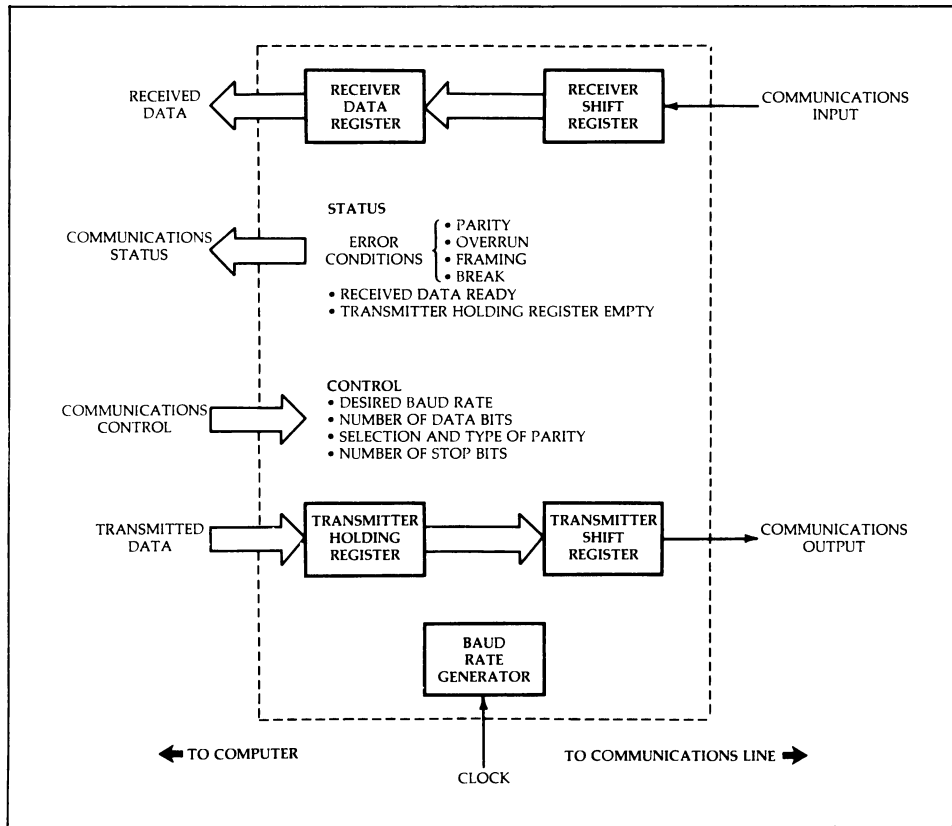 RECEIVED
DATA
RECEIVER
DATA
REGISTER
RECEIVER
SHIFT
REGISTER
COMMUNICATIONS
INPUT
COMMUNICATIONS
STATUS
STATUS
ERROR
CONDITIONS
• PARITY
• OVERRUN
• FRAMING
• BREAK
• RECEIVED DATA READY
• TRANSMITTER HOLDING REGISTER EMPTY
COMMUNICATIONS
CONTROL
CONTROL
• DESIRED BAUD RATE
• NUMBER OF DATA BITS
• SELECTION AND TYPE OF PARITY
• NUMBER OF STOP BITS
TRANSMITTED
DATA
TRANSMITTER
HOLDING
REGISTER
TRANSMITTER
SHIFT
REGISTER
COMMUNICATIONS
OUTPUT
BAUD
RATE
GENERATOR
TO COMPUTER
CLOCK
TO COMMUNICATIONS LINE